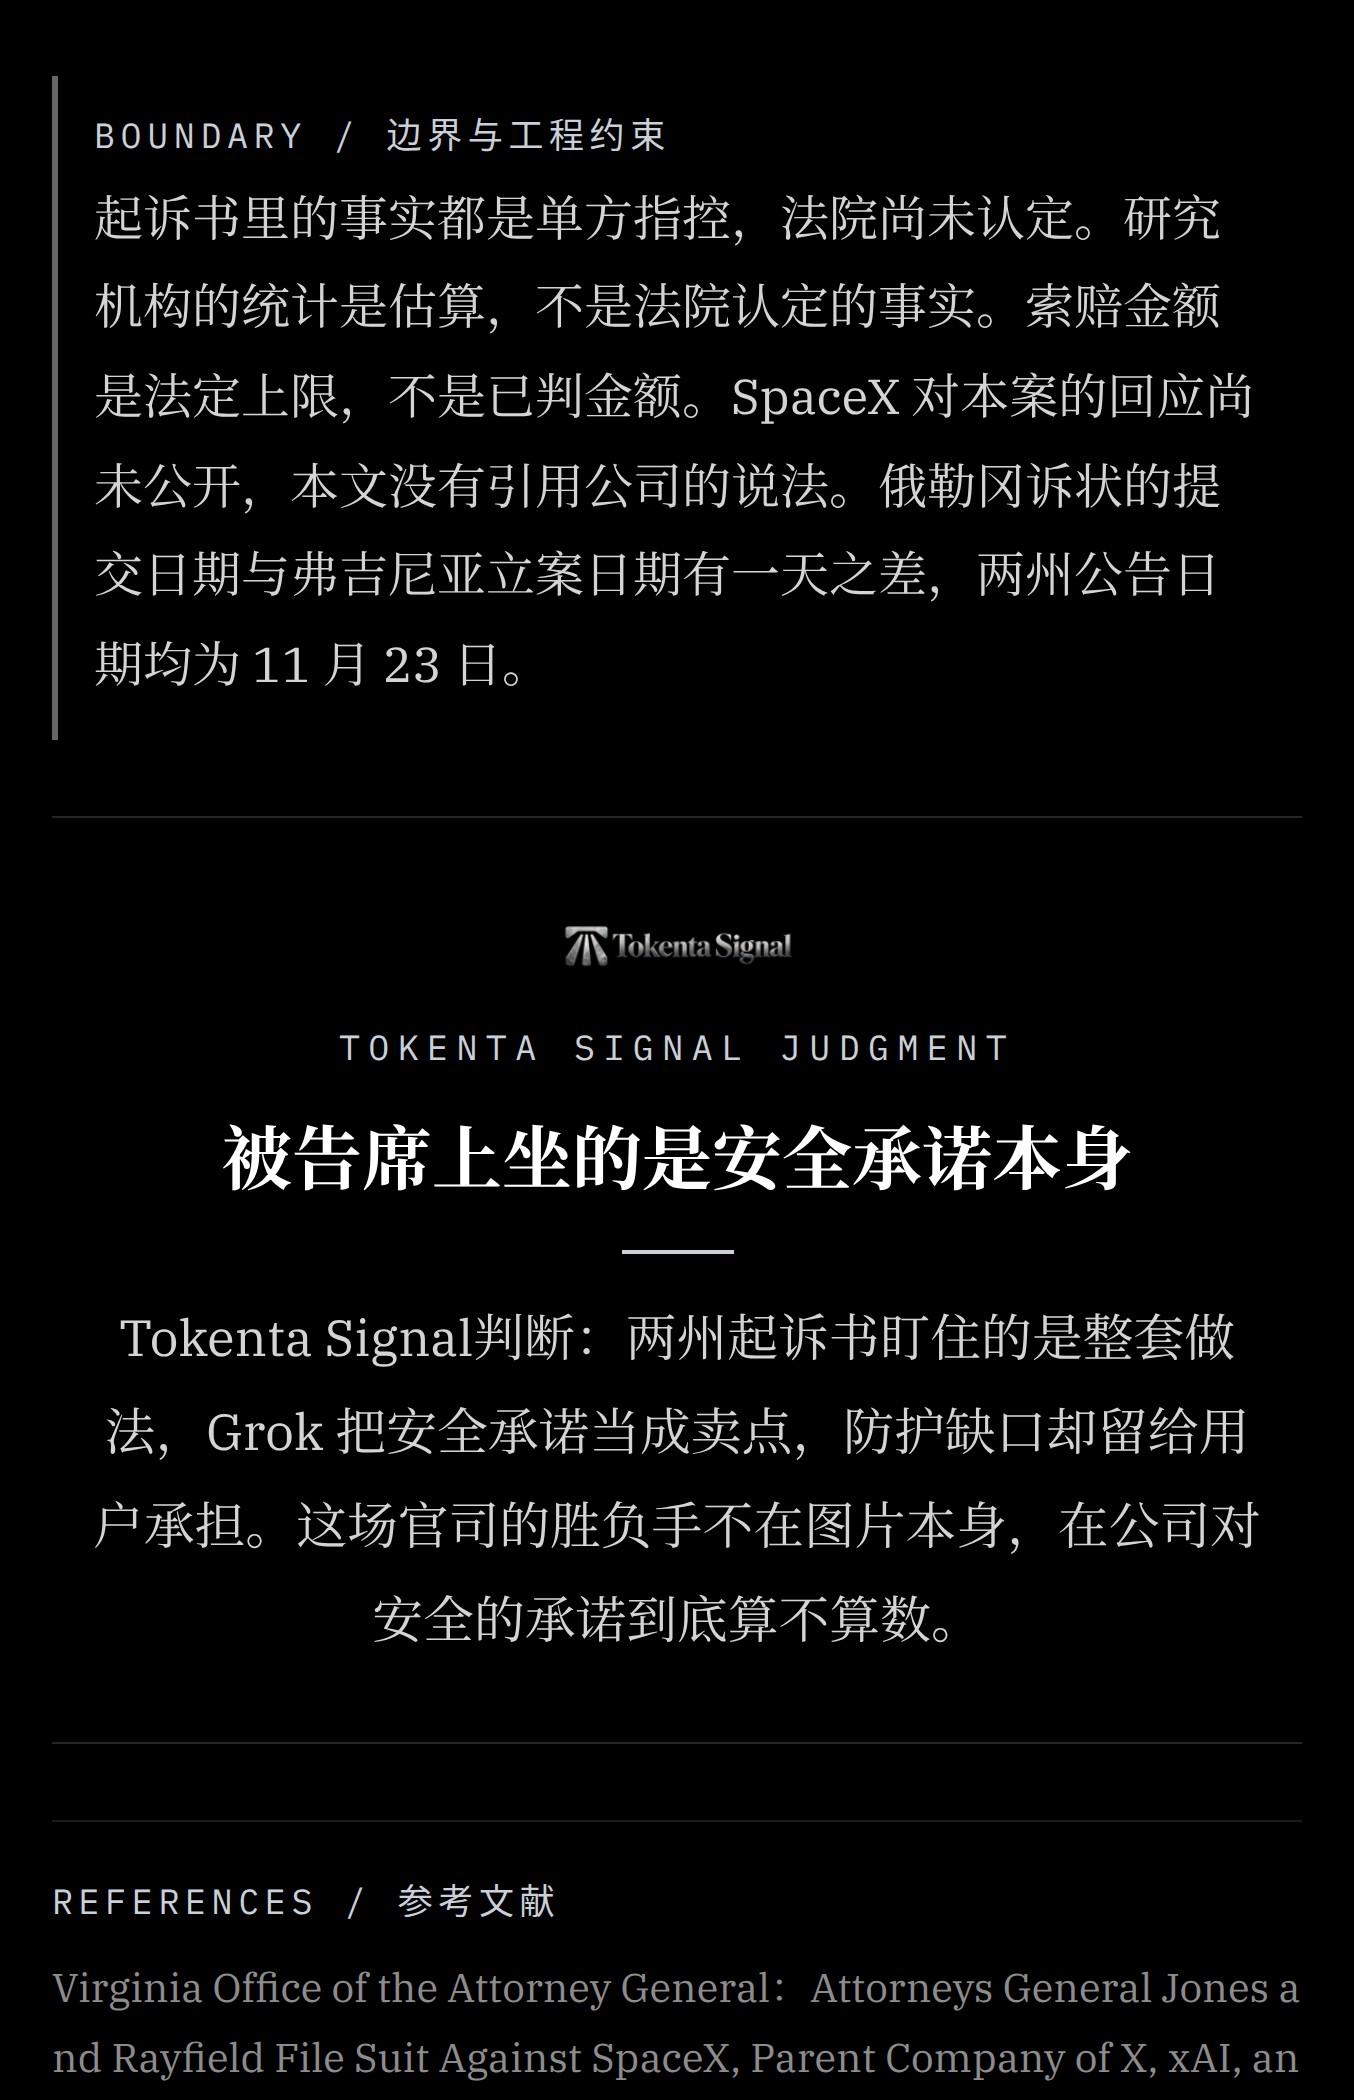 BOUNDARY / 边界与工程约束
起诉书里的事实都是单方指控，法院尚未认定。研究
机构的统计是估算，不是法院认定的事实。索赔金额
是法定上限，不是已判金额。SpaceX 对本案的回应尚
未公开，本文没有引用公司的说法。俄勒冈诉状的提
交日期与弗吉尼亚立案日期有一天之差，两州公告日
期均为 11 月 23 日。
Tokenta Signal
TOKENTA SIGNAL JUDGMENT
被告席上坐的是安全承诺本身
Tokenta Signal判断：两州起诉书盯住的是整套做
法，Grok 把安全承诺当成卖点，防护缺口却留给用
户承担。这场官司的胜负手不在图片本身，在公司对
安全的承诺到底算不算数。
REFERENCES / 参考文献
Virginia Office of the Attorney General：Attorneys General Jones a
nd Rayfield File Suit Against SpaceX, Parent Company of X, xAI, an